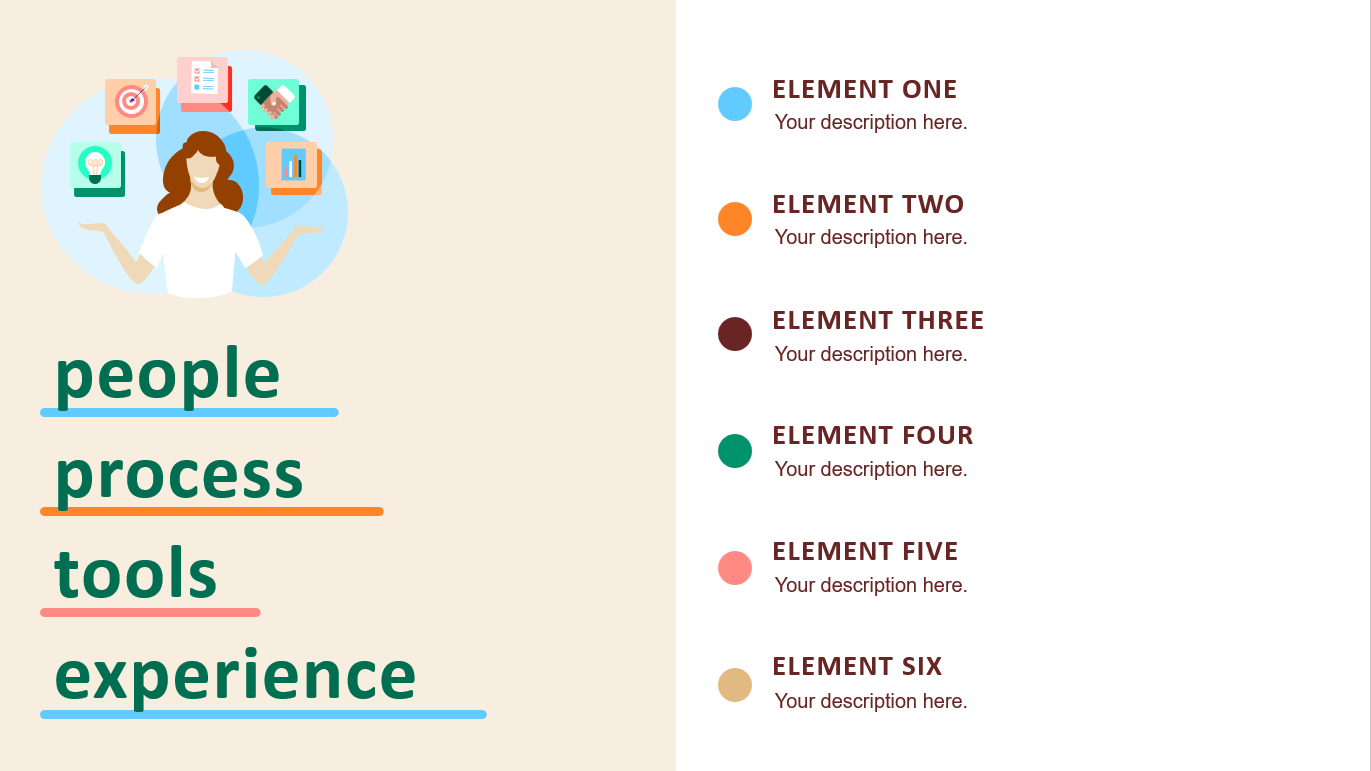 people
process
tools
experience
ELEMENT ONE
Your description here.
ELEMENT TWO
Your description here.
ELEMENT THREE
Your description here.
ELEMENT FOUR
Your description here.
ELEMENT FIVE
Your description here.
ELEMENT SIX
Your description here.